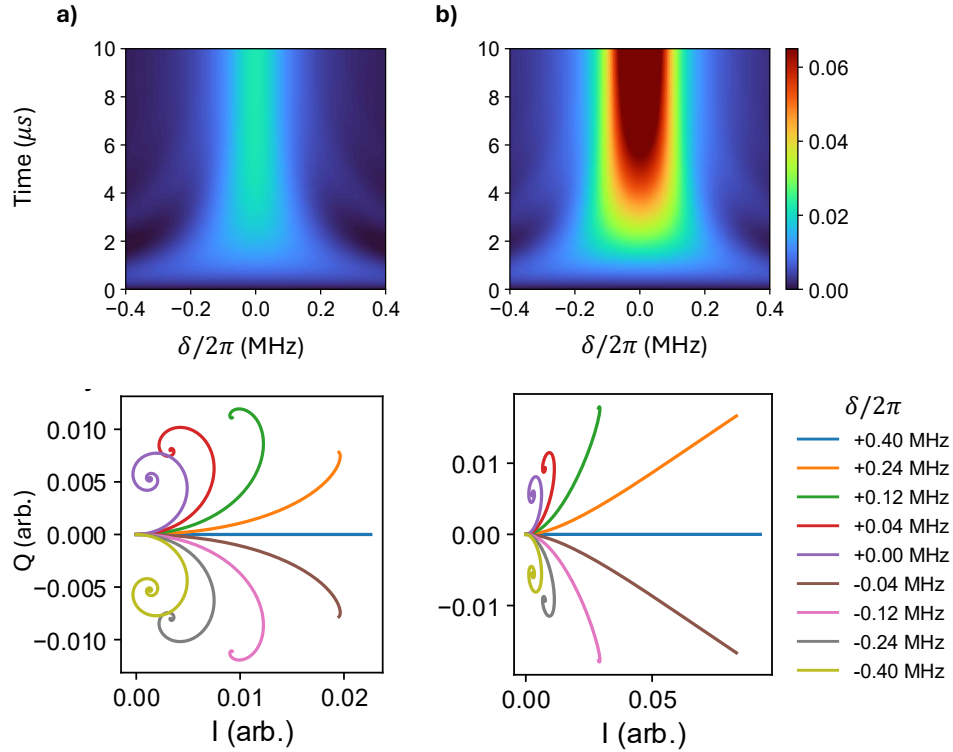 a)
b)
10
8
6
4
2
0
Time (μs)
−0.4 −0.2 0.0 0.2 0.4
δ/2π (MHz)
10
8
6
4
2
0
−0.4 −0.2 0.0 0.2 0.4
δ/2π (MHz)
0.06
0.04
0.02
0.00
0.010
0.005
0.000
−0.005
−0.010
Q (arb.)
0.00 0.01 0.02
I (arb.)
0.01
0.00
−0.01
0.00 0.05
I (arb.)
δ/2π
+0.40 MHz
+0.24 MHz
+0.12 MHz
+0.04 MHz
+0.00 MHz
-0.04 MHz
-0.12 MHz
-0.24 MHz
-0.40 MHz